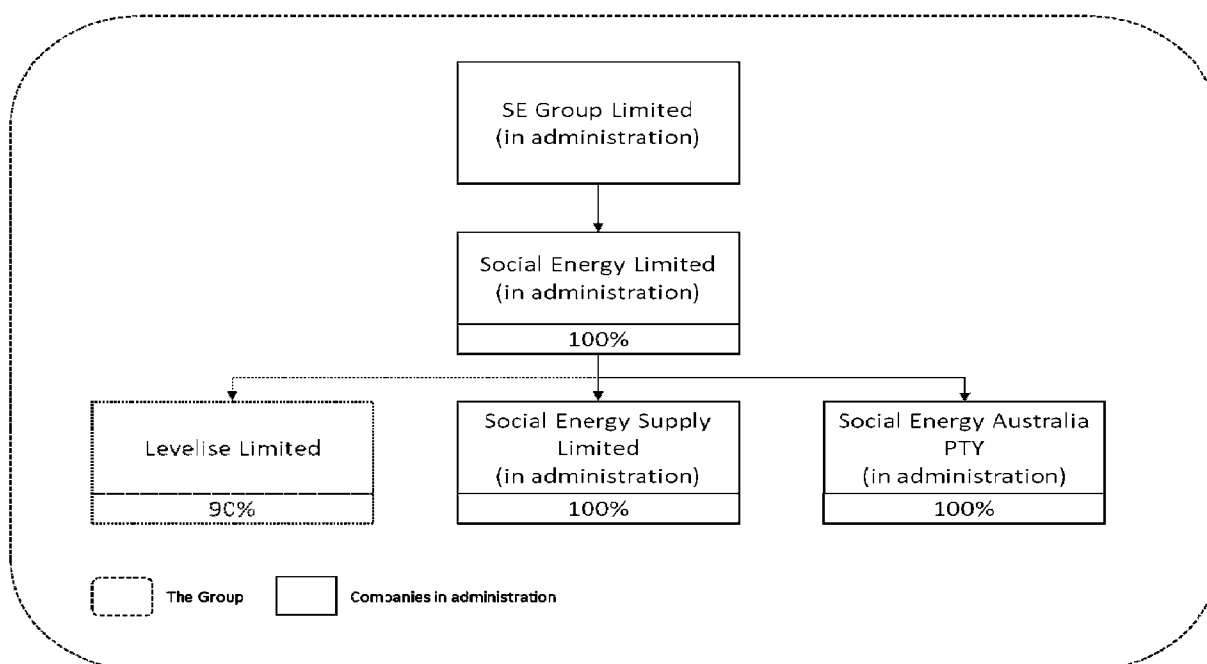 SE Group Limited
(in administration)
Social Energy Limited
(in administration)
100%
Levelise Limited
90%
Social Energy Supply
Limited
(in administration)
100%
Social Energy Australia
PTY
(in administration)
100%
The Group
Companies in administration